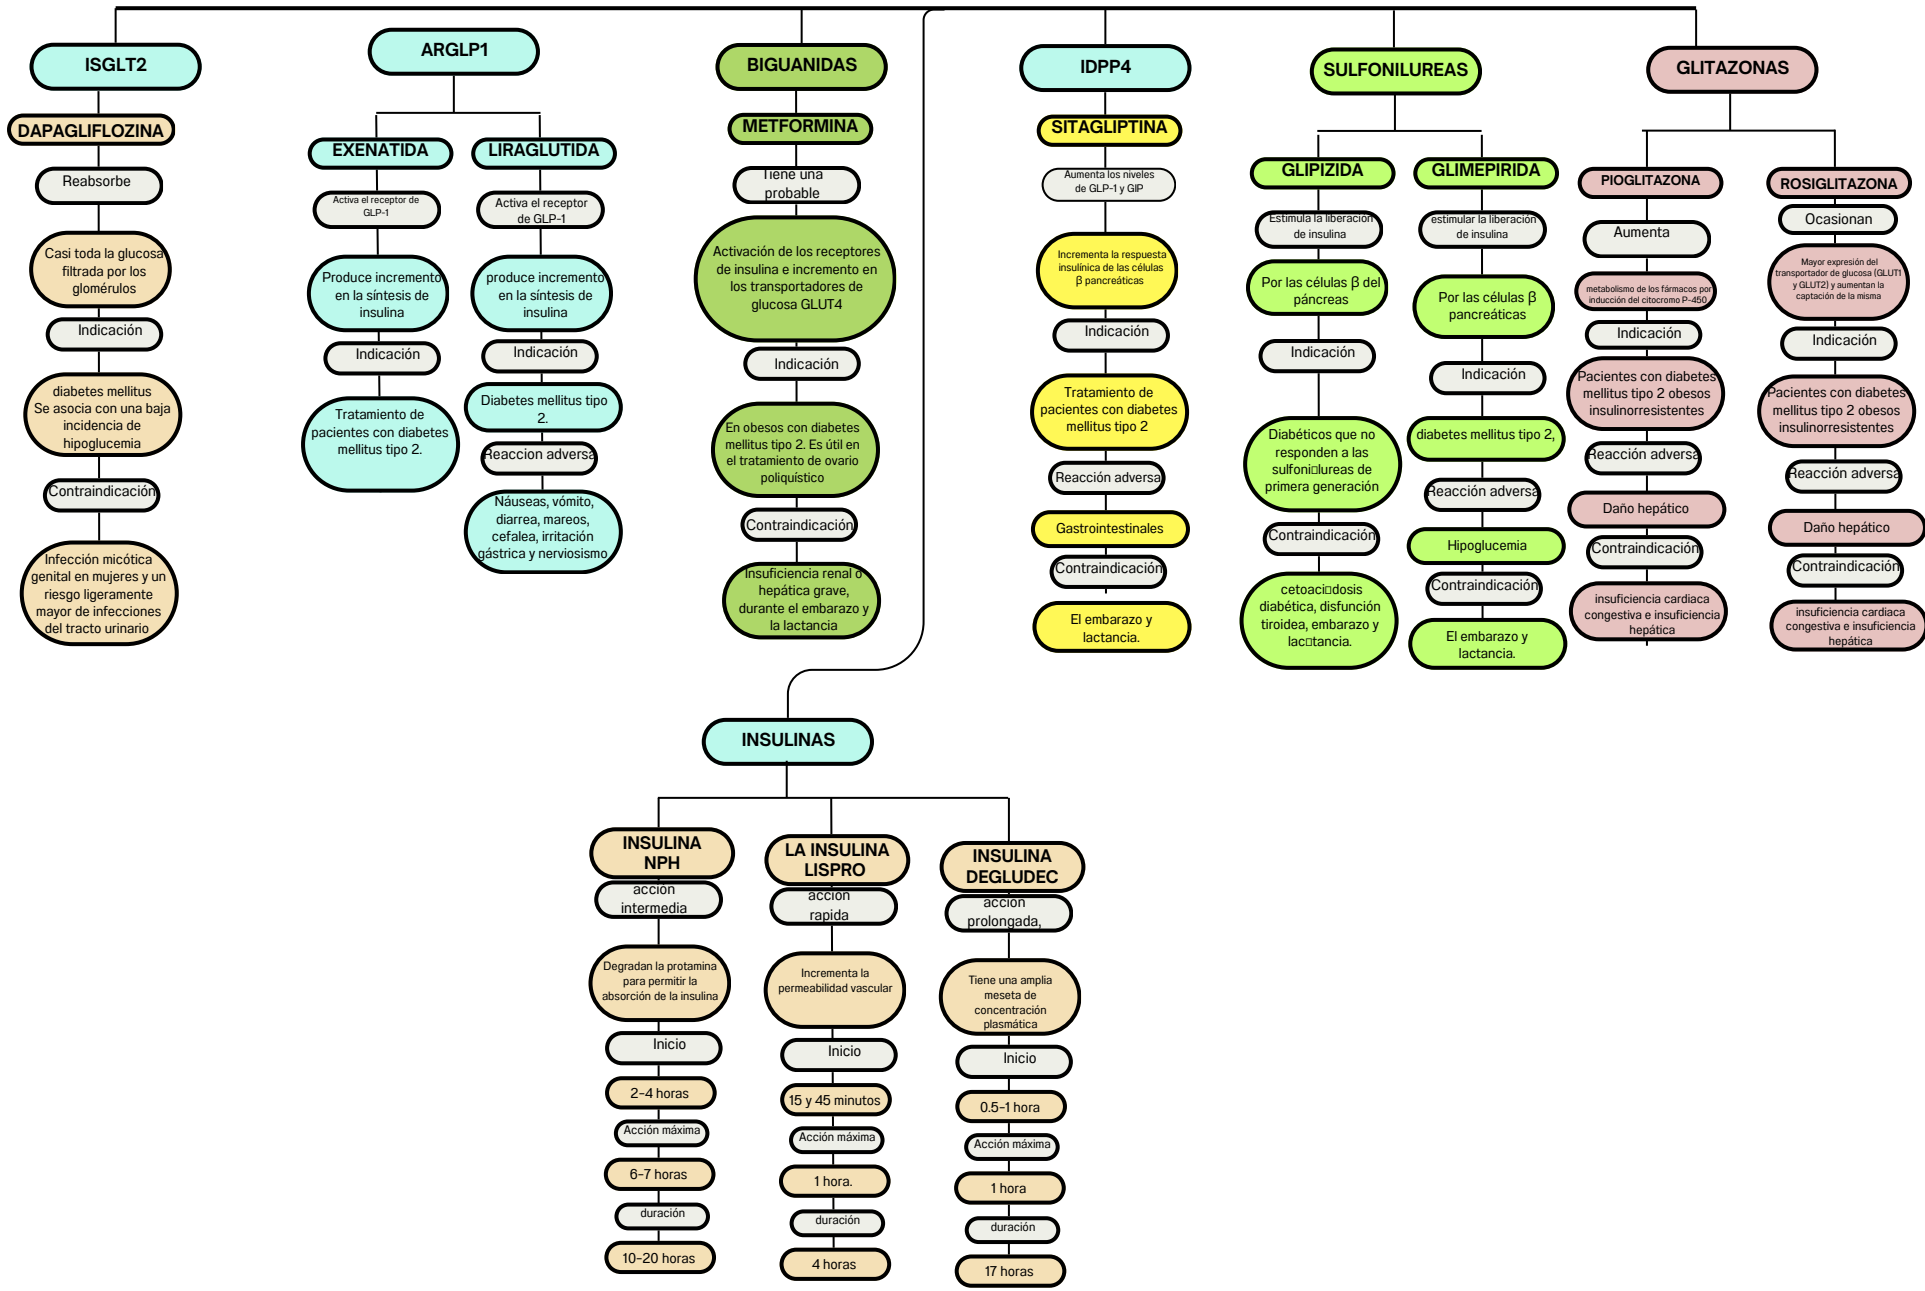 ISGLT2
DAPAGLIFLOZINA
Reabsorbe
Casi toda la glucosa
filtrada por los
glomérulos
Indicación
diabetes mellitus
Se asocia con una baja
incidencia de
hipoglucemia
Contraindicación
Infección micótica
genital en mujeres y un
riesgo ligeramente
mayor de infecciones
del tracto urinario
ARGLP1
EXENATIDA
Activa el receptor de
GLP-1
Produce incremento
en la síntesis de
insulina
Indicación
Tratamiento de
pacientes con diabetes
mellitus tipo 2.
LIRAGLUTIDA
Activa el receptor
de GLP-1
produce incremento
en la síntesis de
insulina
Indicación
Diabetes mellitus tipo
2.
Reaccion adversa
Náuseas, vómito,
diarrea, mareos,
cefalea, irritación
gástrica y nerviosismo
BIGUANIDAS
METFORMINA
Tiene una
probable
Activación de los receptores
de insulina e incremento en
los transportadores de
glucosa GLUT4
Indicación
En obesos con diabetes
mellitus tipo 2. Es útil en
el tratamiento de ovario
poliquístico
Contraindicación
Insuficiencia renal o
hepática grave,
durante el embarazo y
la lactancia
IDPP4
SITAGLIPTINA
Aumenta los niveles
de GLP-1 y GIP
Incrementa la respuesta
insulínica de las células
β pancreáticas
Indicación
Tratamiento de
pacientes con diabetes
mellitus tipo 2
Reacción adversa
Gastrointestinales
Contraindicación
El embarazo y
lactancia.
SULFONILUREAS
GLIPIZIDA
Estimula la liberación
de insulina
Por las células β del
páncreas
Indicación
Diabéticos que no
responden a las
sulfoni□lureas de
primera generación
Contraindicación
cetoaci□dosis
diabética, disfunción
tiroidea, embarazo y
lac□tancia.
GLIMEPIRIDA
estimular la liberación
de insulina
Por las células β
pancreáticas
Indicación
diabetes mellitus tipo 2,
Reacción adversa
Hipoglucemia
Contraindicación
El embarazo y
lactancia.
GLITAZONAS
PIOGLITAZONA
Aumenta
metabolismo de los fármacos por
inducción del citocromo P-450
Indicación
Pacientes con diabetes
mellitus tipo 2 obesos
insulinorresistentes
Reacción adversa
Daño hepático
Contraindicación
insuficiencia cardiaca
congestiva e insuficiencia
hepática
ROSIGLITAZONA
Ocasionan
Mayor expresión del
transportador de glucosa (GLUT1
y GLUT2) y aumentan la
captación de la misma
Indicación
Pacientes con diabetes
mellitus tipo 2 obesos
insulinorresistentes
Reacción adversa
Daño hepático
Contraindicación
insuficiencia cardiaca
congestiva e insuficiencia
hepática
INSULINAS
INSULINA
NPH
acción
intermedia
Degradan la protamina
para permitir la
absorción de la insulina
Inicio
2-4 horas
Acción máxima
6-7 horas
duración
10-20 horas
LA INSULINA
LISPRO
acción
rapida
Incrementa la
permeabilidad vascular
Inicio
15 y 45 minutos
Acción máxima
1 hora.
duración
4 horas
INSULINA
DEGLUDEC
acción
prolongada,
Tiene una amplia
meseta de
concentración
plasmática
Inicio
0.5-1 hora
Acción máxima
1 hora
duración
17 horas